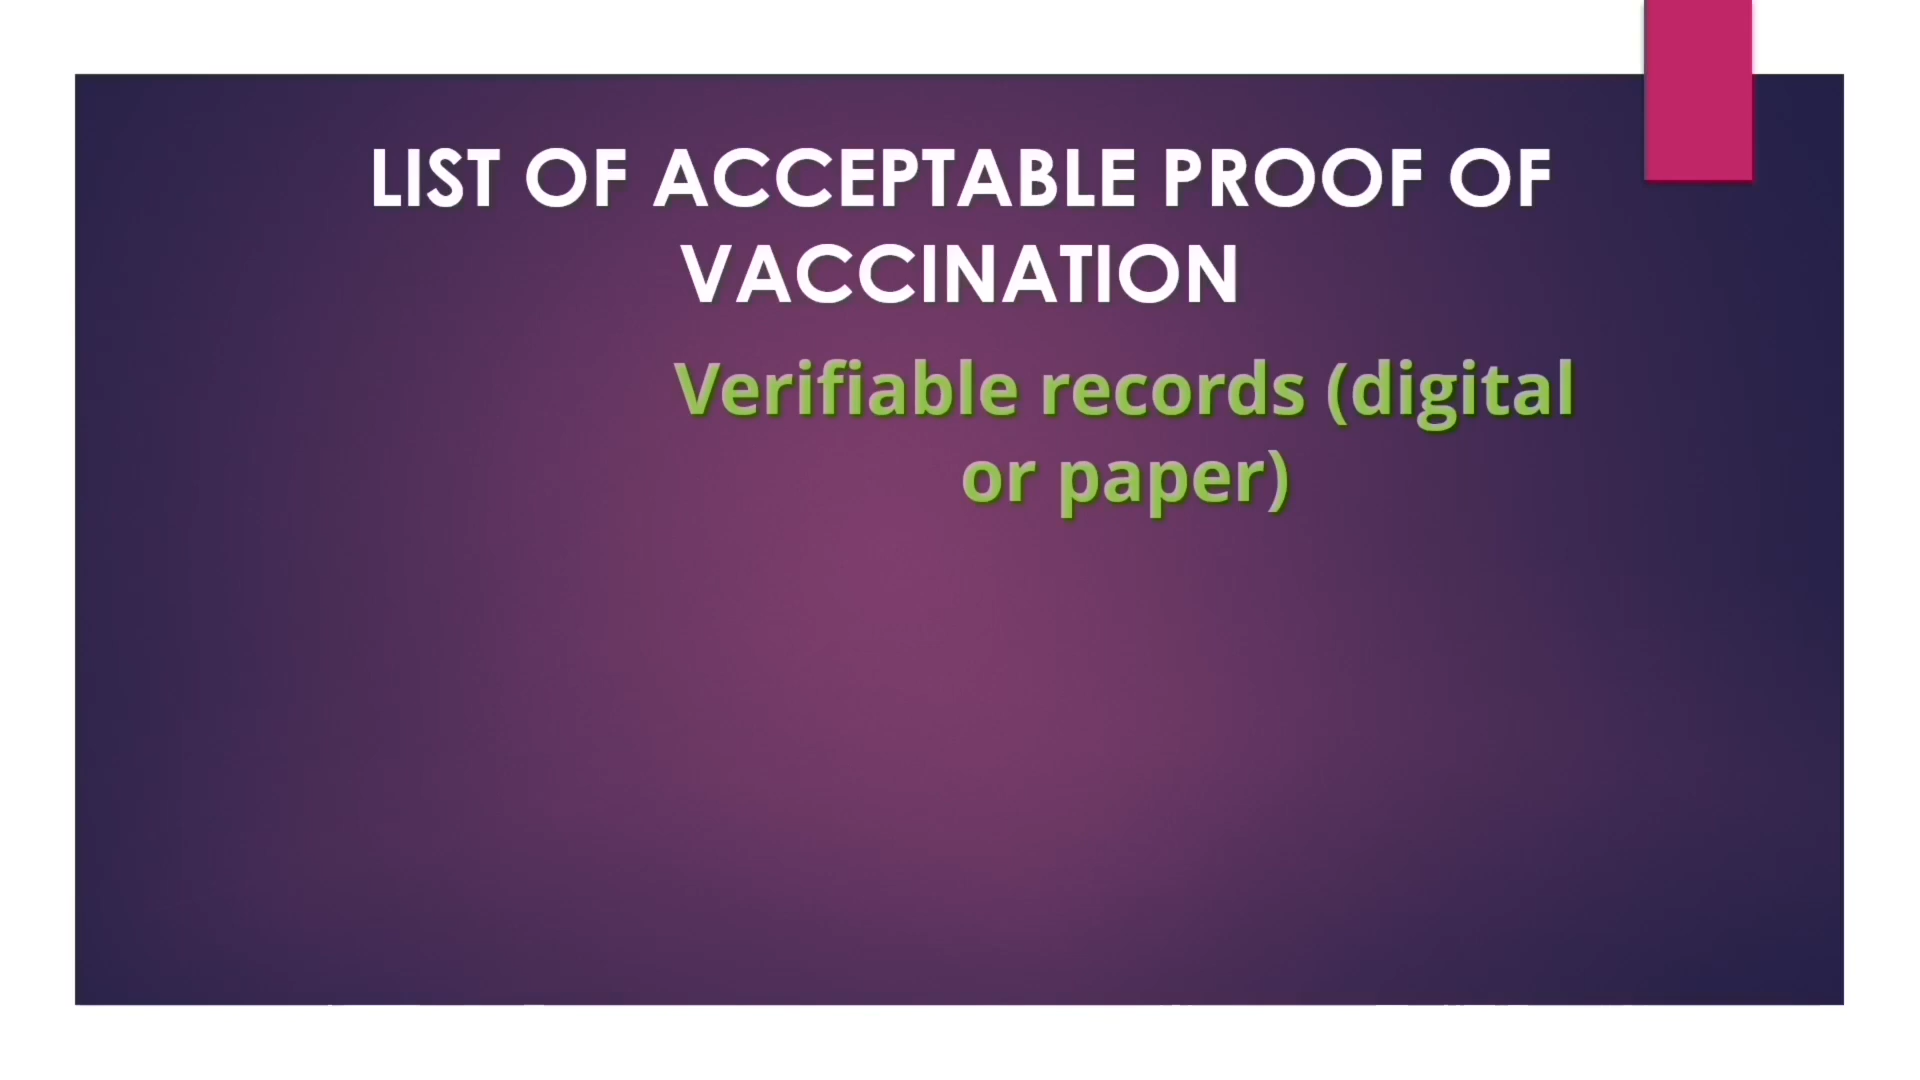 LIST OF ACCEPTABLE PROOF OF
VACCINATION
Verifiable records (digital
or paper)